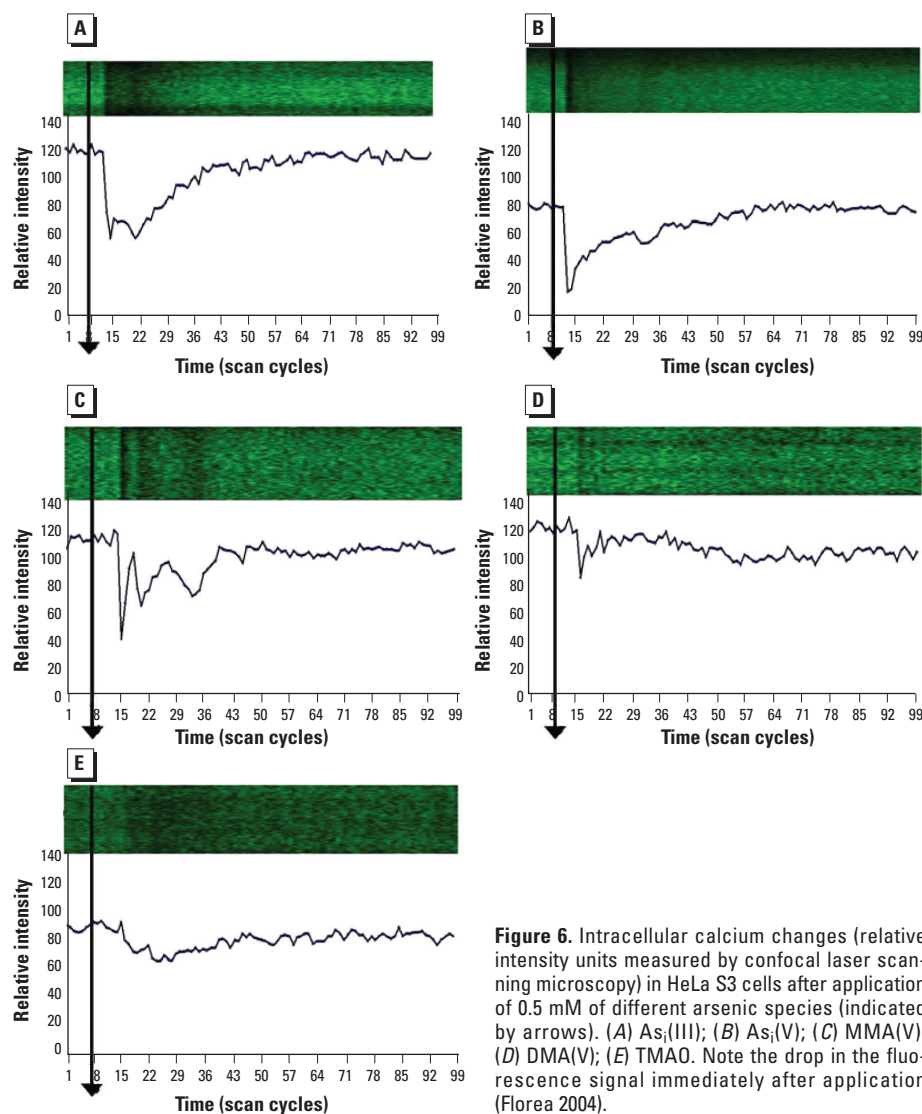 A
140
120
100
80
60
40
20
0
Relative intensity
1 8 15 22 29 36 43 50 57 64 71 78 85 92 99
Time (scan cycles)
B
140
120
100
80
60
40
20
0
Relative intensity
1 8 15 22 29 36 43 50 57 64 71 78 85 92 99
Time (scan cycles)
C
140
120
100
80
60
40
20
0
Relative intensity
1 8 15 22 29 36 43 50 57 64 71 78 85 92 99
Time (scan cycles)
D
140
120
100
80
60
40
20
0
Relative intensity
1 8 15 22 29 36 43 50 57 64 71 78 85 92 99
Time (scan cycles)
E
140
120
100
80
60
40
20
0
Relative intensity
1 8 15 22 29 36 43 50 57 64 71 78 85 92 99
Time (scan cycles)
Figure 6. Intracellular calcium changes (relative
intensity units measured by confocal laser scan-
ning microscopy) in HeLa S3 cells after application
of 0.5 mM of different arsenic species (indicated
by arrows). (A) Asi(III); (B) Asi(V); (C) MMA(V)
(D) DMA(V); (E) TMAO. Note the drop in the fluo-
rescence signal immediately after application
(Florea 2004).